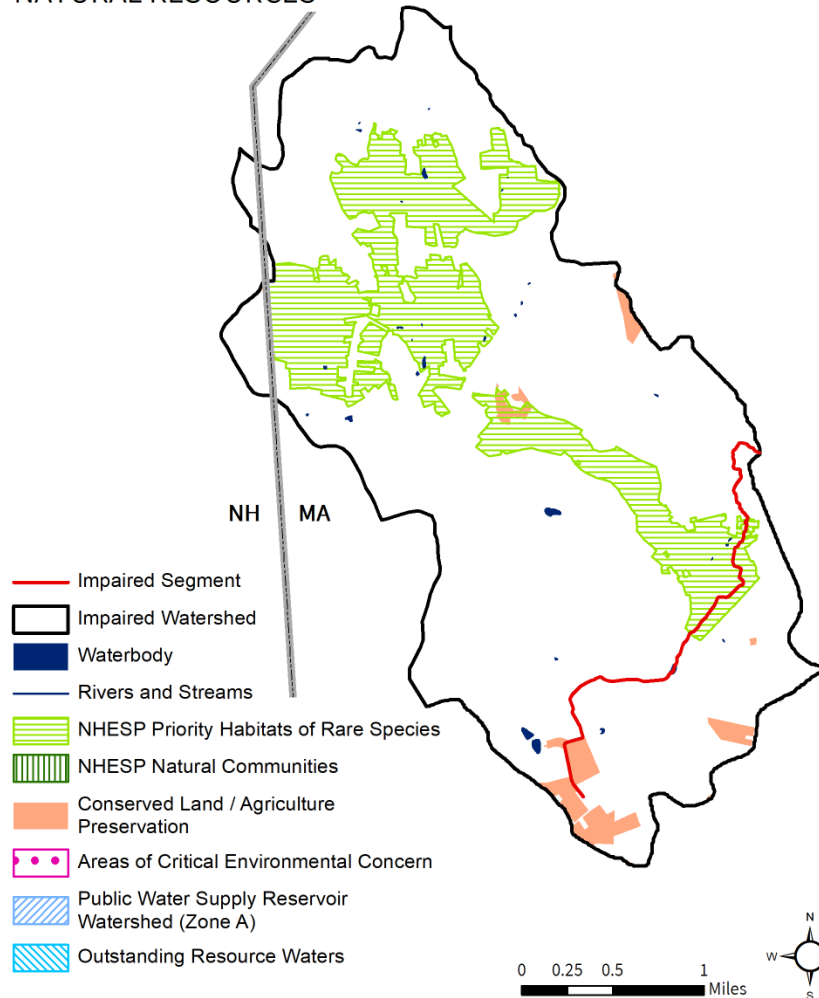 NATURAL RESOURCES
NH MA
Impaired Segment
Impaired Watershed
Waterbody
Rivers and Streams
NHESP Priority Habitats of Rare Species
NHESP Natural Communities
Conserved Land / Agriculture
Preservation
Areas of Critical Environmental Concern
Public Water Supply Reservoir
Watershed (Zone A)
Outstanding Resource Waters
N
W
S
0 0.25 0.5 1
Miles